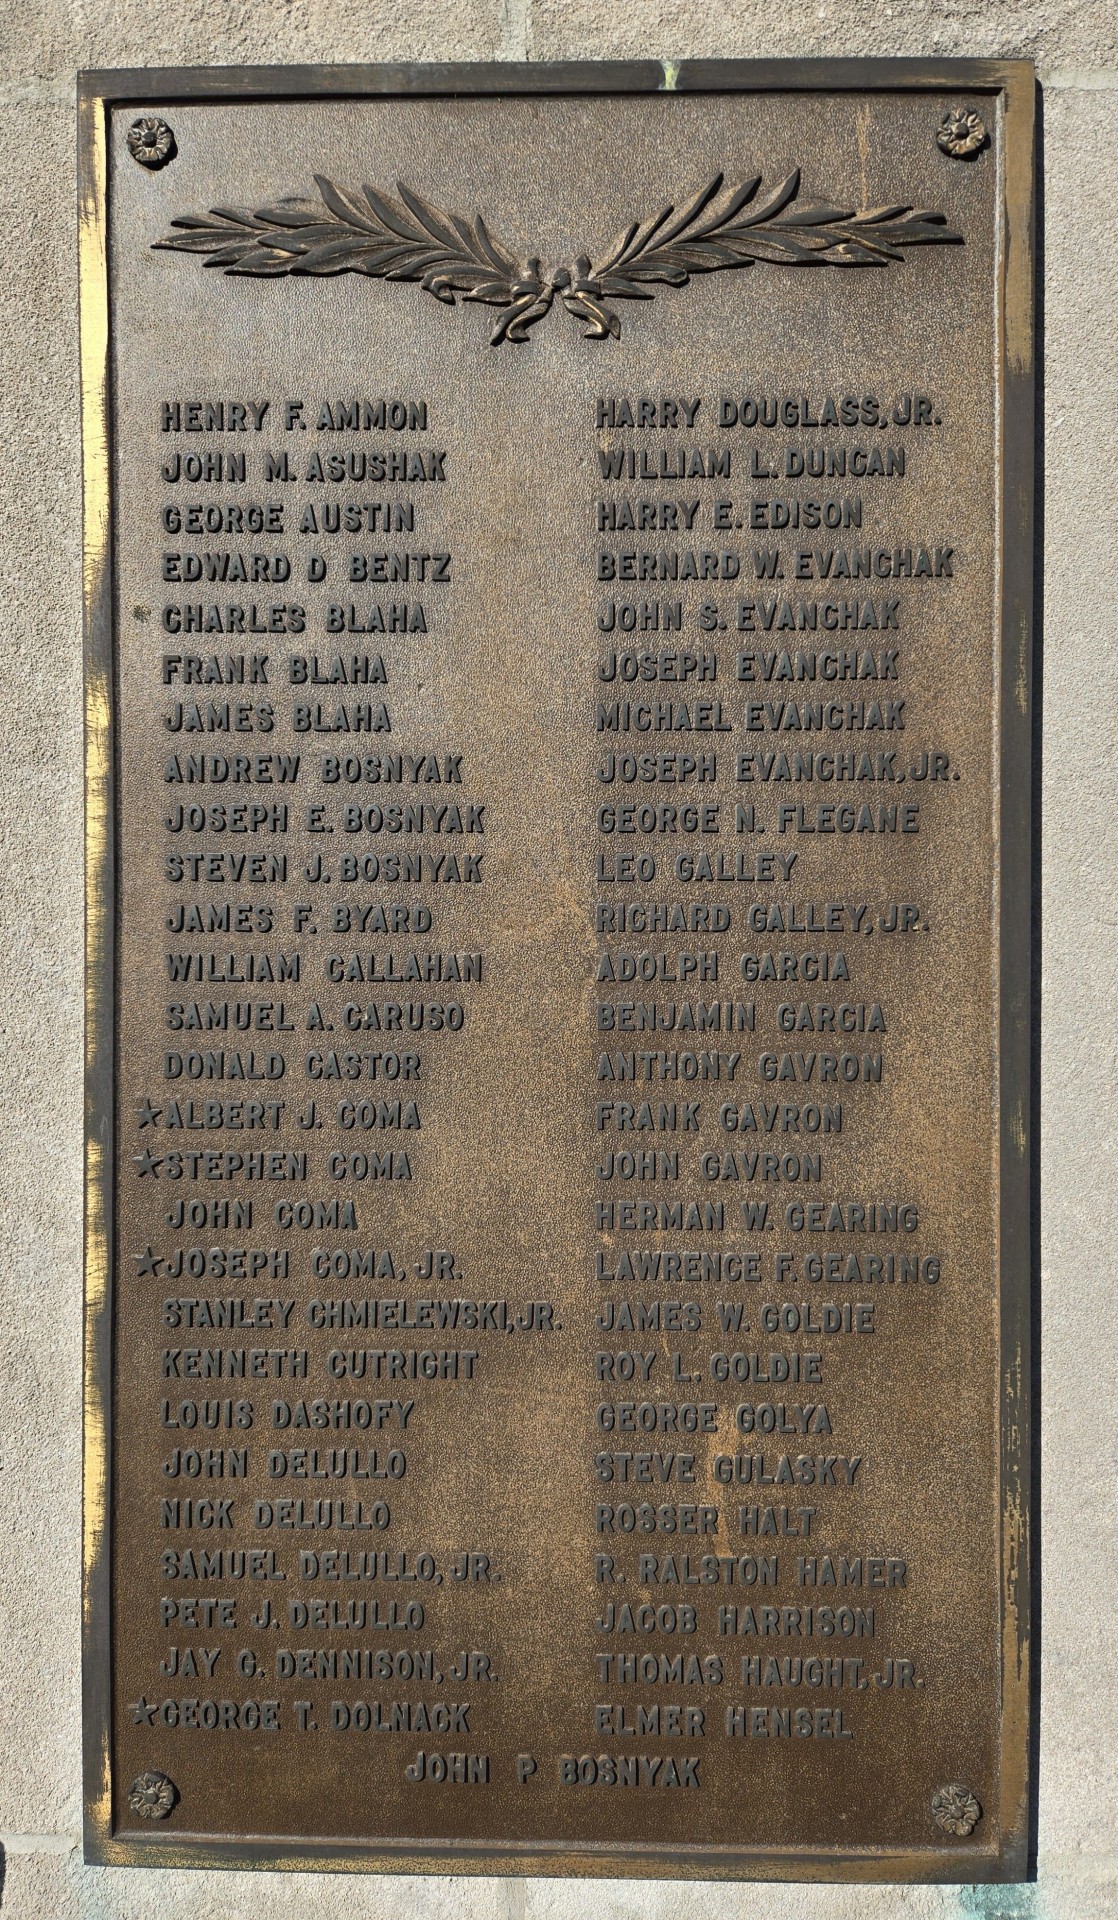 HENRY F. AMMON
JOHN M. ASUSHAK
GEORGE AUSTIN
EDWARD D BENTZ
CHARLES BLAHA
FRANK BLAHA
JAMES BLAHA
ANDREW BOSNYAK
JOSEPH E. BOSNYAK
STEVEN J. BOSNYAK
JAMES F. BYARD
WILLIAM CALLAHAN
SAMUEL A. CARUSO
DONALD CASTOR
★ALBERT J. COMA
★STEPHEN COMA
JOHN COMA
★JOSEPH COMA, JR.
STANLEY CHMIELEWSKI, JR.
KENNETH CUTRIGHT
LOUIS DASHOFY
JOHN DELULLO
NICK DELULLO
SAMUEL DELULLO, JR.
PETE J. DELULLO
JAY G. DENNISON, JR.
★GEORGE T. DOLNACK
HARRY DOUGLASS, JR.
WILLIAM L. DUNCAN
HARRY E. EDISON
BERNARD W. EVANCHAK
JOHN S. EVANCHAK
JOSEPH EVANCHAK
MICHAEL EVANCHAK
JOSEPH EVANCHAK, JR.
GEORGE N. FLEGANE
LEO GALLEY
RICHARD GALLEY, JR.
ADOLPH GARCIA
BENJAMIN GARCIA
ANTHONY GAVRON
FRANK GAVRON
JOHN GAVRON
HERMAN W. GEARING
LAWRENCE F. GEARING
JAMES W. GOLDIE
ROY L. GOLDIE
GEORGE GOLYA
STEVE GULASKY
ROSSER HALT
R. RALSTON HAMER
JACOB HARRISON
THOMAS HAUGHT, JR.
ELMER HENSEL
JOHN P BOSNYAK